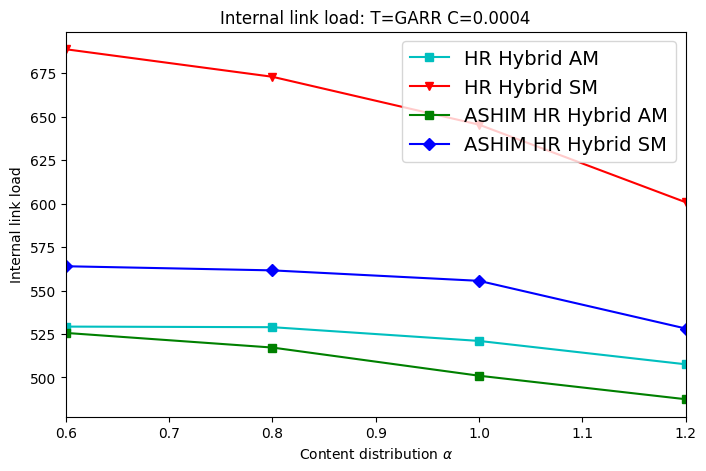 Internal link load: T=GARR C=0.0004
HR Hybrid AM
HR Hybrid SM
ASHIM HR Hybrid AM
ASHIM HR Hybrid SM
Internal link load
675
650
625
600
575
550
525
500
0.6 0.7 0.8 0.9 1.0 1.1 1.2
Content distribution α